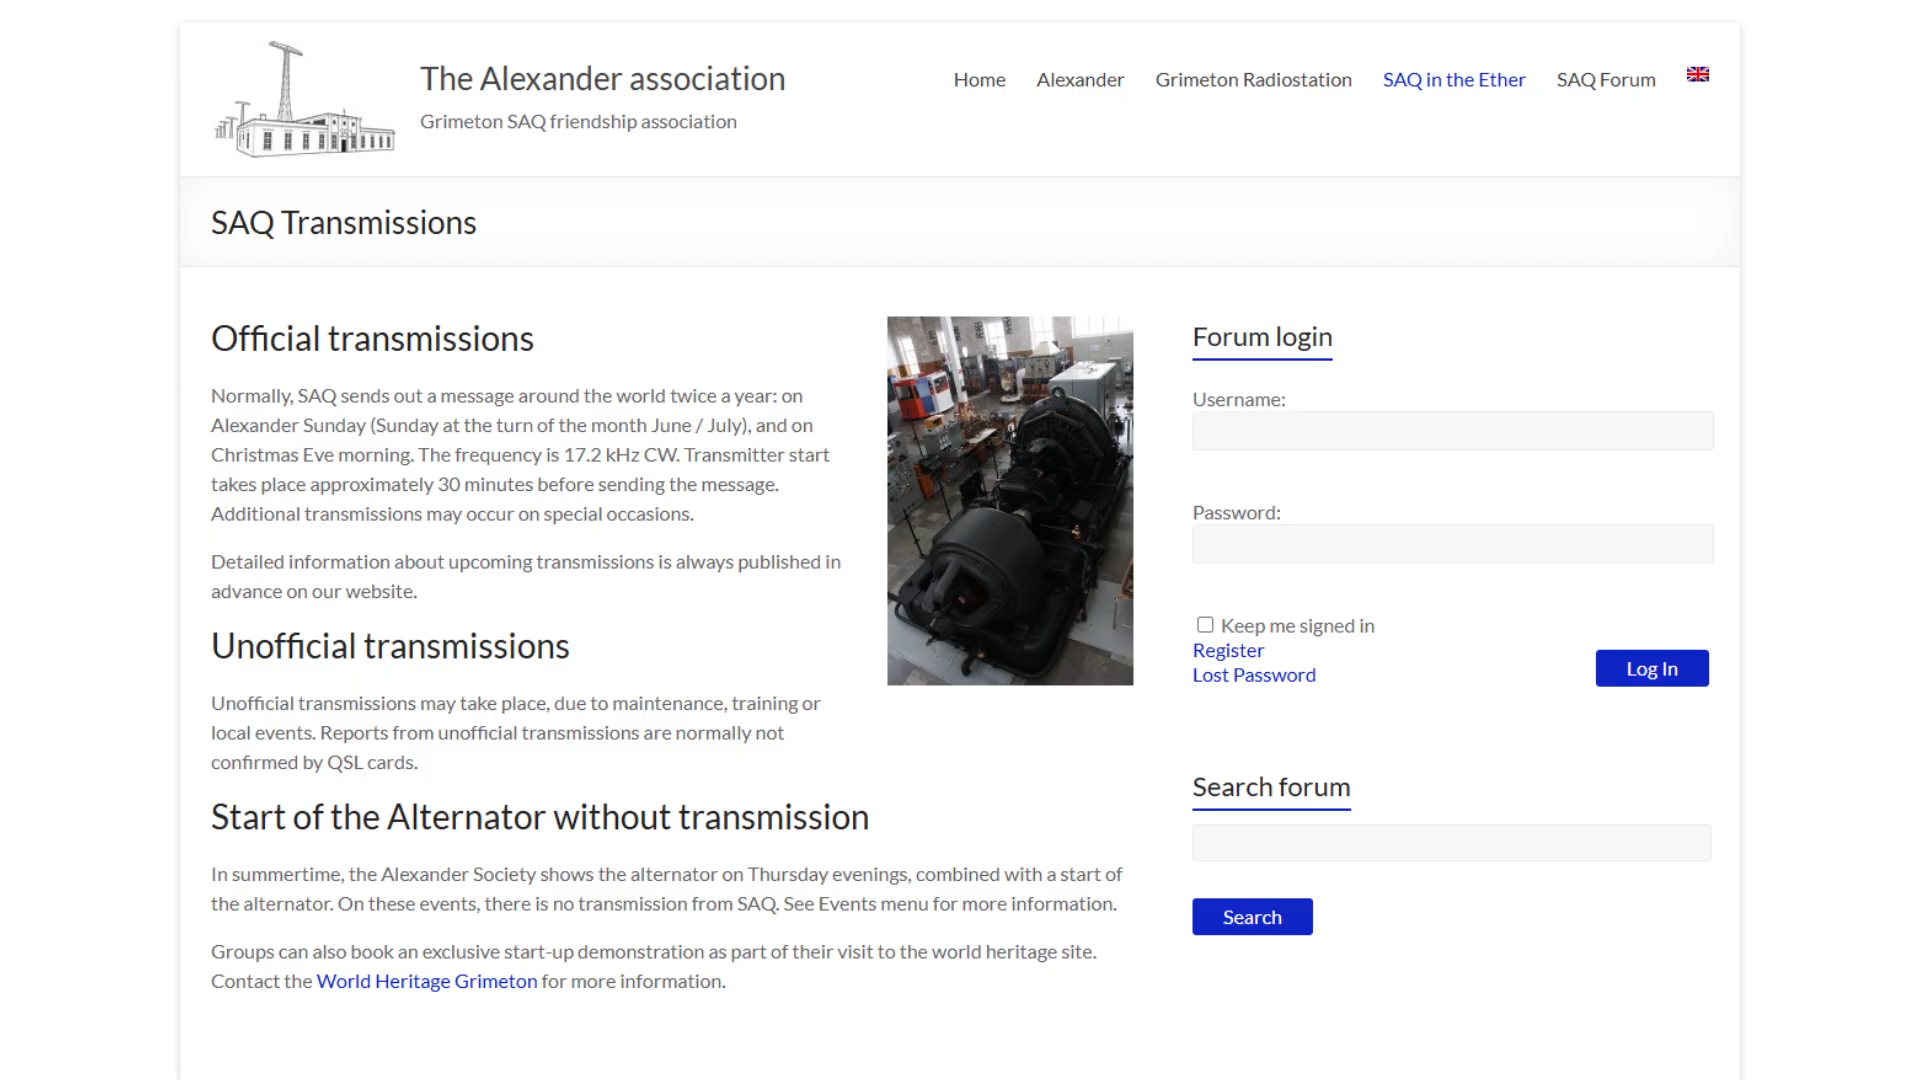 The Alexander association
Grimeton SAQ friendship association
Home Alexander Grimeton Radiostation SAQ in the Ether SAQ Forum
SAQ Transmissions
Official transmissions
Normally, SAQ sends out a message around the world twice a year: on
Alexander Sunday (Sunday at the turn of the month June / July), and on
Christmas Eve morning. The frequency is 17.2 kHz CW. Transmitter start
takes place approximately 30 minutes before sending the message.
Additional transmissions may occur on special occasions.
Detailed information about upcoming transmissions is always published in
advance on our website.
Unofficial transmissions
Unofficial transmissions may take place, due to maintenance, training or
local events. Reports from unofficial transmissions are normally not
confirmed by QSL cards.
Start of the Alternator without transmission
In summertime, the Alexander Society shows the alternator on Thursday evenings, combined with a start of
the alternator. On these events, there is no transmission from SAQ. See Events menu for more information.
Groups can also book an exclusive start-up demonstration as part of their visit to the world heritage site.
Contact the World Heritage Grimeton for more information.
Forum login
Username:
Password:
Keep me signed in
Register
Lost Password
Log In
Search forum
Search